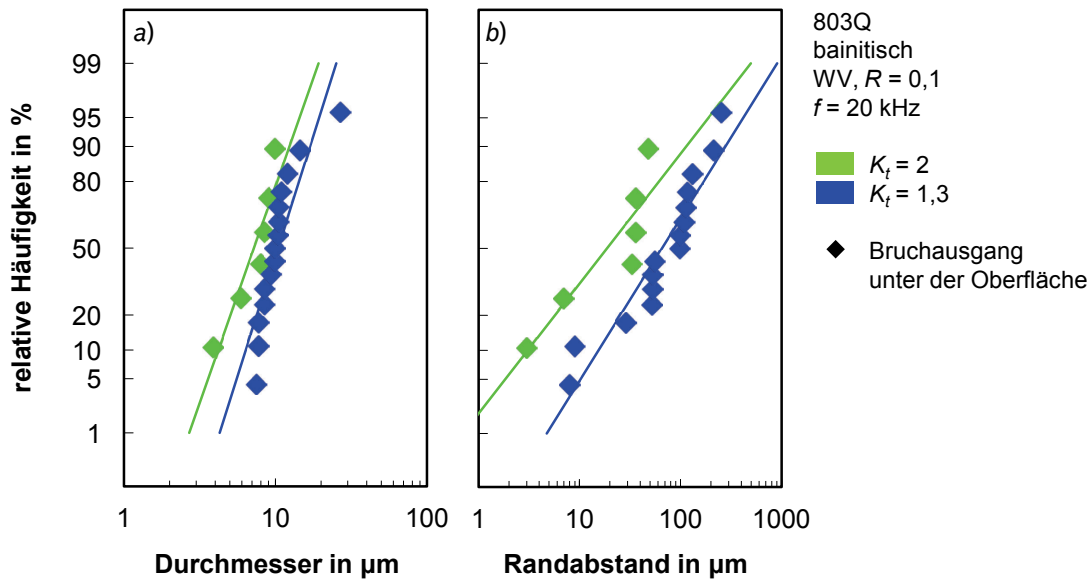 a)
b)
relative Häufigkeit in %
99
95
90
80
50
20
10
5
1
1
10
100
Durchmesser in µm
1
10
100
1000
Randabstand in µm
803Q
bainitisch
WV, R = 0,1
f = 20 kHz
Kt = 2
Kt = 1,3
Bruchausgang
unter der Oberfläche